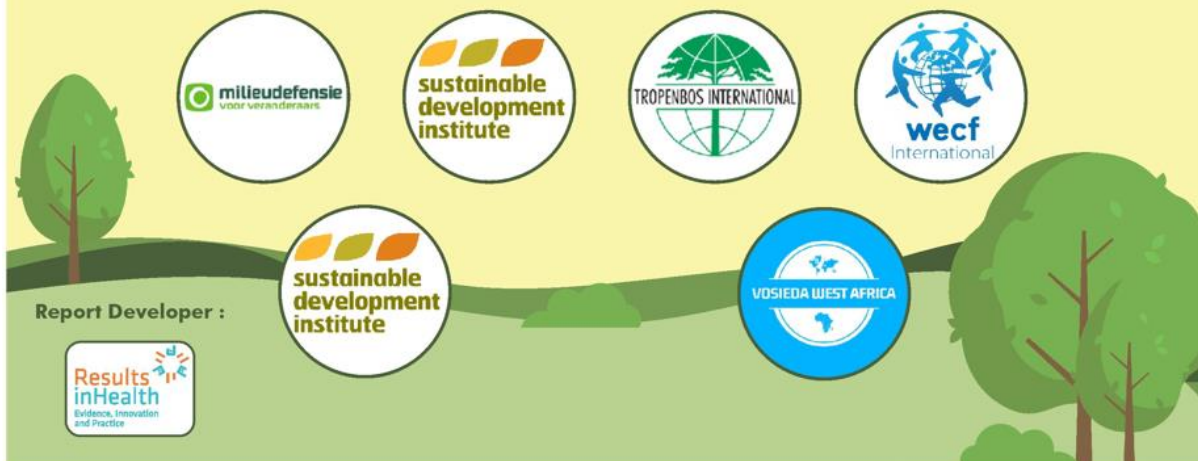 milieudefensie
voor veranderaars
sustainable
development
institute
TROPENBOS INTERNATIONAL
wecf
International
sustainable
development
institute
VOSIEDA WEST AFRICA
Report Developer :
Results
inHealth
Evidence, Innovation
and Practice